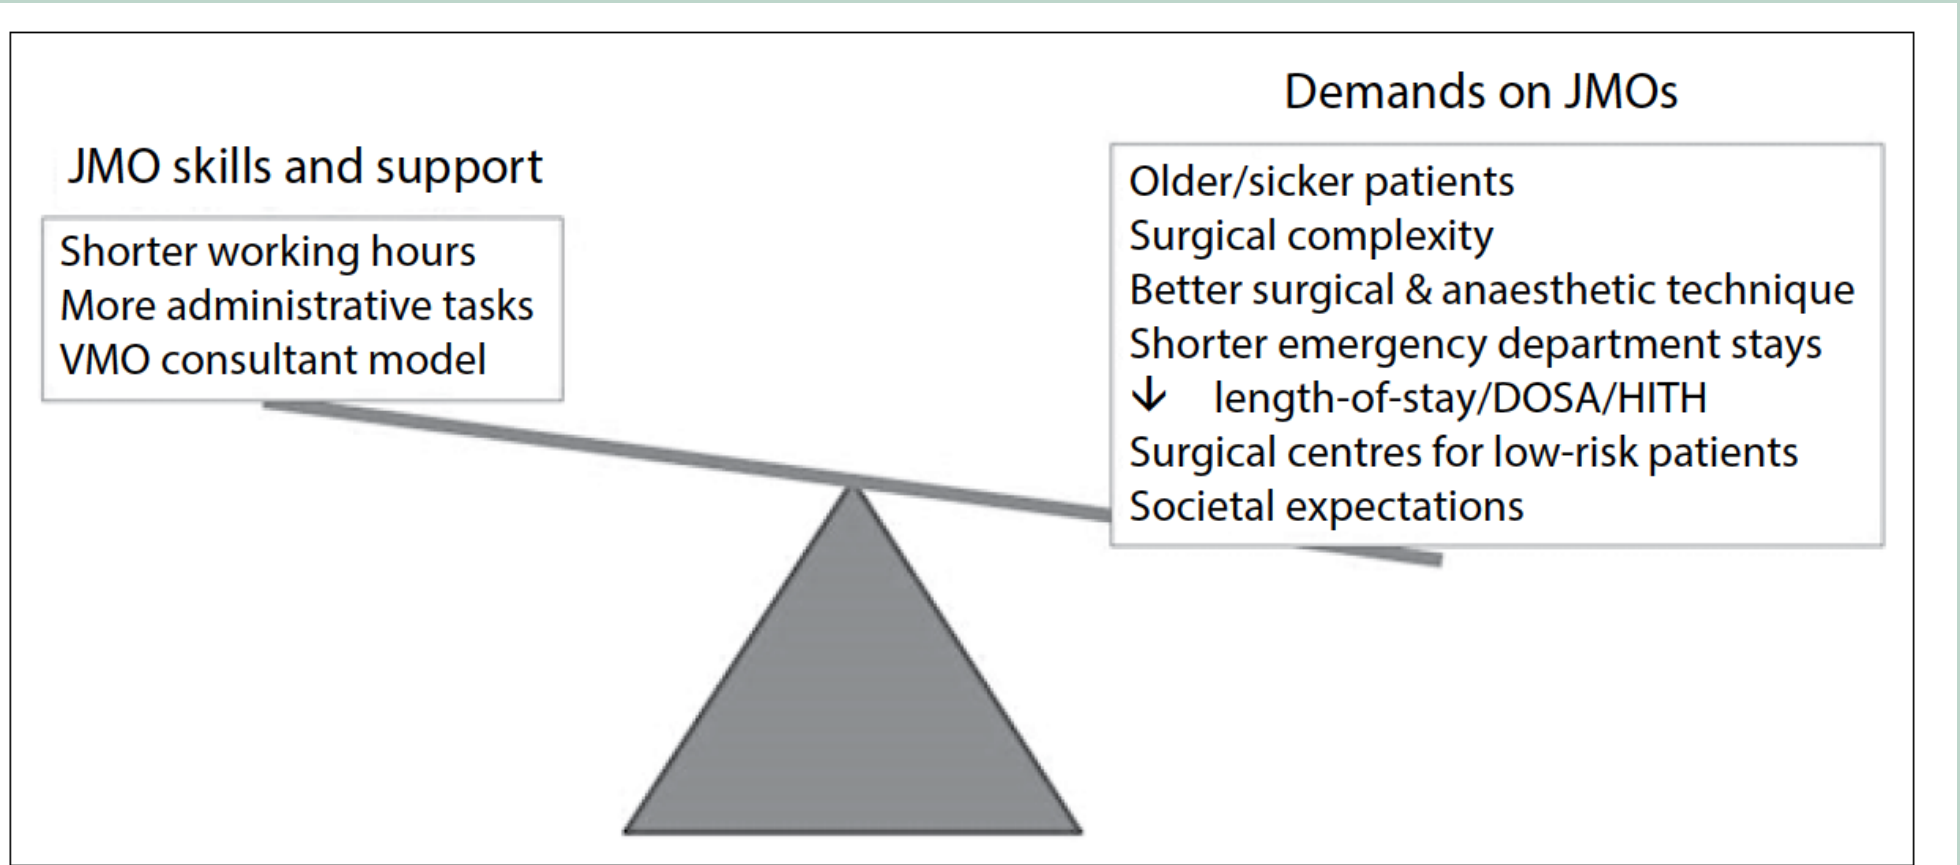 JMO skills and support
Shorter working hours
More administrative tasks
VMO consultant model
Demands on JMOs
Older/sicker patients
Surgical complexity
Better surgical & anaesthetic technique
Shorter emergency department stays
↓ length-of-stay/DOSA/HITH
Surgical centres for low-risk patients
Societal expectations